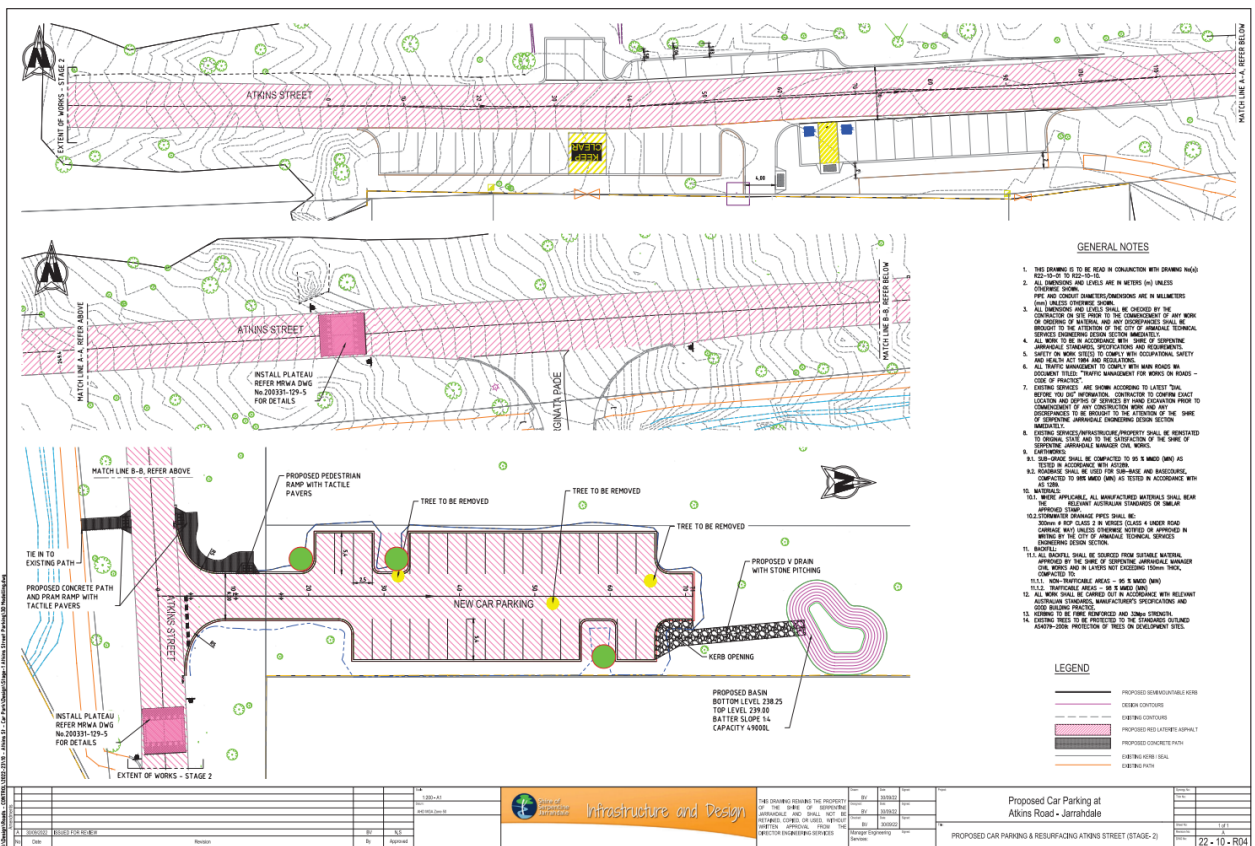 EXTENT OF WORKS - STAGE 2
ATKINS STREET
KEEP
CLEAR
4.00
MATCH LINE A-A, REFER BELOW
MATCH LINE A-A, REFER ABOVE
ATKINS STREET
INSTALL PLATEAU
REFER MRWA DWG
No.200331-129-5
FOR DETAILS
MATCH LINE B-B, REFER BELOW
GENERAL NOTES
1. THIS DRAWING IS TO BE READ IN CONJUNCTION WITH DRAWING No(s):
R22-10-01 TO R22-10-10.
2. ALL DIMENSIONS AND LEVELS ARE IN METERS (m) UNLESS
OTHERWISE SHOWN.
PIPE AND CONDUIT DIAMETERS/DIMENSIONS ARE IN MILLIMETERS
(mm) UNLESS OTHERWISE SHOWN.
3. ALL DIMENSIONS AND LEVELS SHALL BE CHECKED BY THE
CONTRACTOR ON SITE PRIOR TO THE COMMENCEMENT OF ANY WORK
OR ORDERING OF MATERIAL AND ANY DISCREPANCIES SHALL BE
BROUGHT TO THE ATTENTION OF THE CITY OF ARMADALE TECHNICAL
SERVICES ENGINEERING DESIGN SECTION IMMEDIATELY.
4. ALL WORK TO BE IN ACCORDANCE WITH SHIRE OF SERPENTINE
JARRAHDALE STANDARDS, SPECIFICATIONS AND REQUIREMENTS.
5. SAFETY ON WORK SITE(S) TO COMPLY WITH OCCUPATIONAL SAFETY
AND HEALTH ACT 1984 AND REGULATIONS.
6. ALL TRAFFIC MANAGEMENT TO COMPLY WITH MAIN ROADS WA
DOCUMENT TITLED: "TRAFFIC MANAGEMENT FOR WORKS ON ROADS -
CODE OF PRACTICE".
7. EXISTING SERVICES ARE SHOWN ACCORDING TO LATEST "DIAL
BEFORE YOU DIG" INFORMATION. CONTRACTOR TO CONFIRM EXACT
LOCATION AND DEPTHS OF SERVICES BY HAND EXCAVATION PRIOR TO
COMMENCEMENT OF ANY CONSTRUCTION WORK AND ANY
DISCREPANCIES TO BE BROUGHT TO THE ATTENTION OF THE SHIRE
OF SERPENTINE JARRAHDALE ENGINEERING DESIGN SECTION
IMMEDIATELY.
8. EXISTING SERVICES/INFRASTRUCURE/PROPERTY SHALL BE REINSTATED
TO ORIGINAL STATE AND TO THE SATISFACTION OF THE SHIRE OF
SERPENTINE JARRAHDALE MANAGER CIVIL WORKS.
9. EARTHWORKS:
9.1. SUB-GRADE SHALL BE COMPACTED TO 95 % MMDD (MIN) AS
TESTED IN ACCORDANCE WITH AS1289.
9.2. ROADBASE SHALL BE USED FOR SUB-BASE AND BASECOURSE,
COMPACTED TO 98% MMDD (MIN) AS TESTED IN ACCORDANCE WITH
AS 1289.
10. MATERIALS:
10.1. WHERE APPLICABLE, ALL MANUFACTURED MATERIALS SHALL BEAR
THE RELEVANT AUSTRALIAN STANDARDS OR SIMILAR
APPROVED STAMP.
10.2. STORMWATER DRAINAGE PIPES SHALL BE:
300mm ø RCP CLASS 2 IN VERGES (CLASS 4 UNDER ROAD
CARRIAGE WAY) UNLESS OTHERWISE NOTIFIED OR APPROVED IN
WRITING BY THE CITY OF ARMADALE TECHNICAL SERVICES
ENGINEERING DESIGN SECTION.
11. BACKFILL:
11.1. ALL BACKFILL SHALL BE SOURCED FROM SUITABLE MATERIAL
APPROVED BY THE SHIRE OF SERPENTINE JARRAHDALE MANAGER
CIVIL WORKS AND IN LAYERS NOT EXCEEDING 150mm THICK,
COMPACTED TO:
11.1.1. NON-TRAFFICABLE AREAS - 95 % MMDD (MIN)
11.1.2. TRAFFICABLE AREAS - 98 % MMDD (MIN)
12. ALL WORK SHALL BE CARRIED OUT IN ACCORDANCE WITH RELEVANT
AUSTRALIAN STANDARDS, MANUFACTURER'S SPECIFICATIONS AND
GOOD BUILDING PRACTICE.
13. KERBING TO BE FIBRE REINFORCED AND 32Mpa STRENGTH.
14. EXISTING TREES TO BE PROTECTED TO THE STANDARDS OUTLINED
AS4079-2009: PROTECTION OF TREES ON DEVELOPMENT SITES.
MATCH LINE B-B, REFER ABOVE
PROPOSED PEDESTRIAN
RAMP WITH TACTILE
PAVERS
TREE TO BE REMOVED
TREE TO BE REMOVED
TREE TO BE REMOVED
PROPOSED V DRAIN
WITH STONE PITCHING
TIE IN TO
EXISTING PATH
PROPOSED CONCRETE PATH
AND PRAM RAMP WITH
TACTILE PAVERS
ATKINS STREET
NEW CAR PARKING
KERB OPENING
PROPOSED BASIN
BOTTOM LEVEL 238.25
TOP LEVEL 239.00
BATTER SLOPE 1:4
CAPACITY 49000L
INSTALL PLATEAU
REFER MRWA DWG
No.200331-129-5
FOR DETAILS
EXTENT OF WORKS - STAGE 2
LEGEND
PROPOSED SEMIMOUNTABLE KERB
DESIGN CONTOURS
EXISTING CONTOURS
PROPOSED RED LATERITE ASPHALT
PROPOSED CONCRETE PATH
EXISTING KERB / SEAL
EXISTING PATH
A 30/09/2022 ISSUED FOR REVIEW BV N,S
No Date Revision By Approved
1:200 @ A1
Shire of
Serpentine
Jarrahdale
Infrastructure and Design
THIS DRAWING REMAINS THE PROPERTY
OF THE SHIRE OF SERPENTINE
JARRAHDALE AND SHALL NOT BE
RETAINED, COPIED, OR USED, WITHOUT
WRITTEN APPROVAL FROM THE
DIRECTOR ENGINEERING SERVICES
BV 30/09/22
BV 30/09/22
BV 30/09/22
Manager Engineering
Services:
Proposed Car Parking at
Atkins Road - Jarrahdale
PROPOSED CAR PARKING & RESURFACING ATKINS STREET (STAGE- 2)
1 of 1
A
22 - 10 - R04